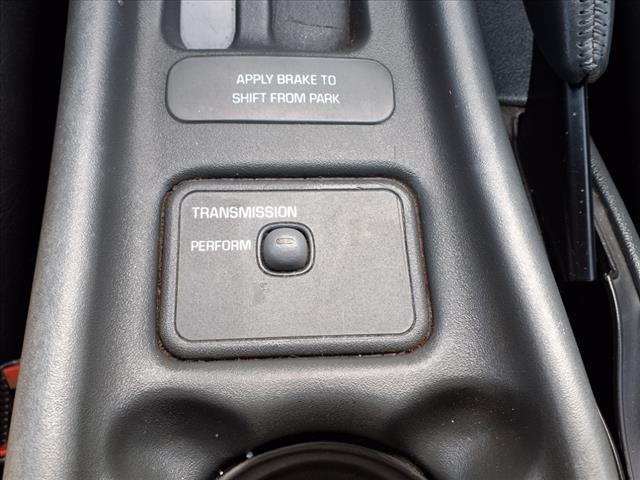 APPLY BRAKE TO
SHIFT FROM PARK
TRANSMISSION
PERFORM